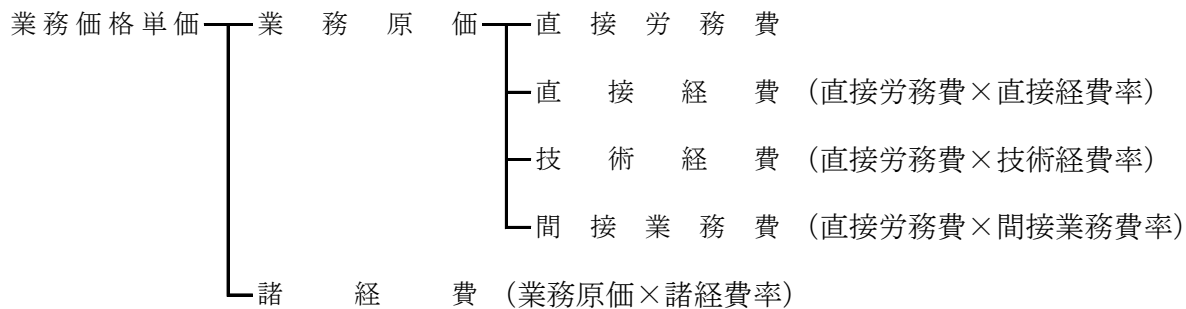 業務価格単価 業務原価 直接労務費
直接経費 (直接労務費×直接経費率)
技術経費 (直接労務費×技術経費率)
間接業務費 (直接労務費×間接業務費率)
諸経費 (業務原価×諸経費率)